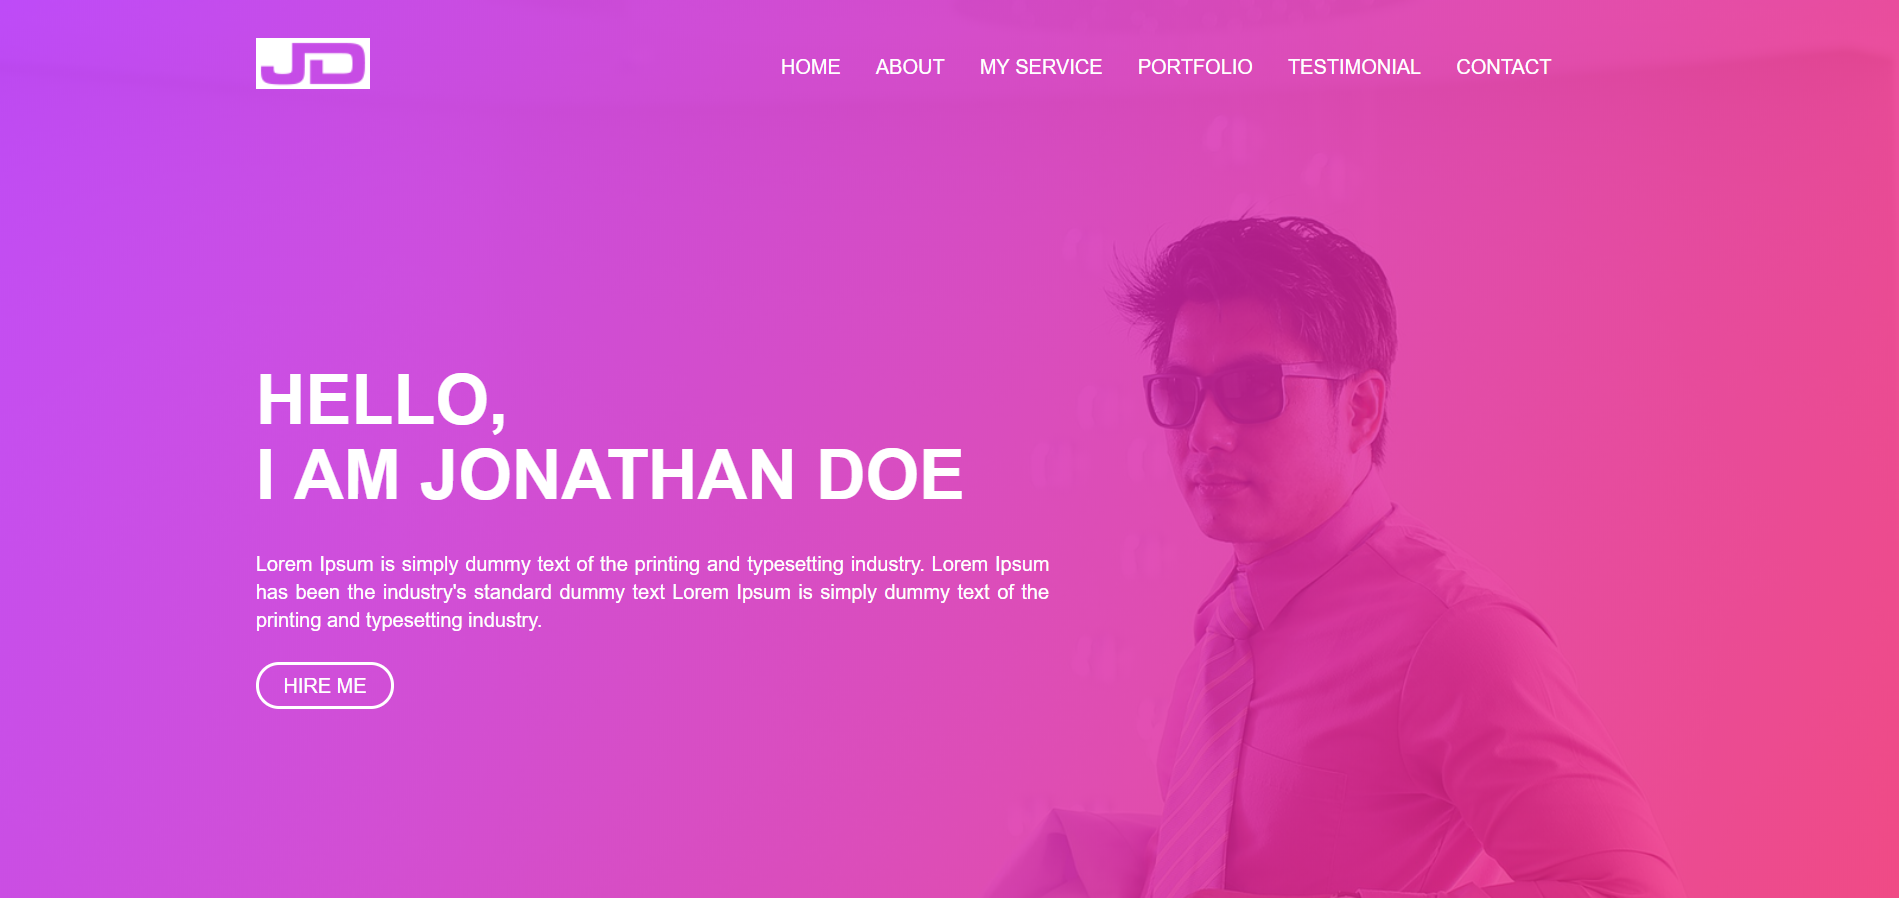 JD
HOME ABOUT MY SERVICE PORTFOLIO TESTIMONIAL CONTACT
HELLO,
I AM JONATHAN DOE
Lorem Ipsum is simply dummy text of the printing and typesetting industry. Lorem Ipsum
has been the industry's standard dummy text Lorem Ipsum is simply dummy text of the
printing and typesetting industry.
HIRE ME